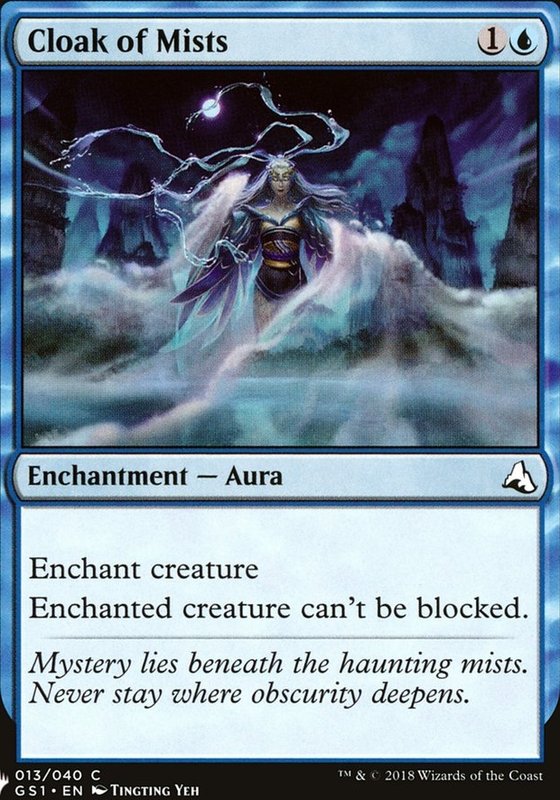 Cloak of Mists 1
Enchantment — Aura
Enchant creature
Enchanted creature can't be blocked.
Mystery lies beneath the haunting mists.
Never stay where obscurity deepens.
013/040 C
GS1 • EN Tingting Yeh
™ & © 2018 Wizards of the Coast